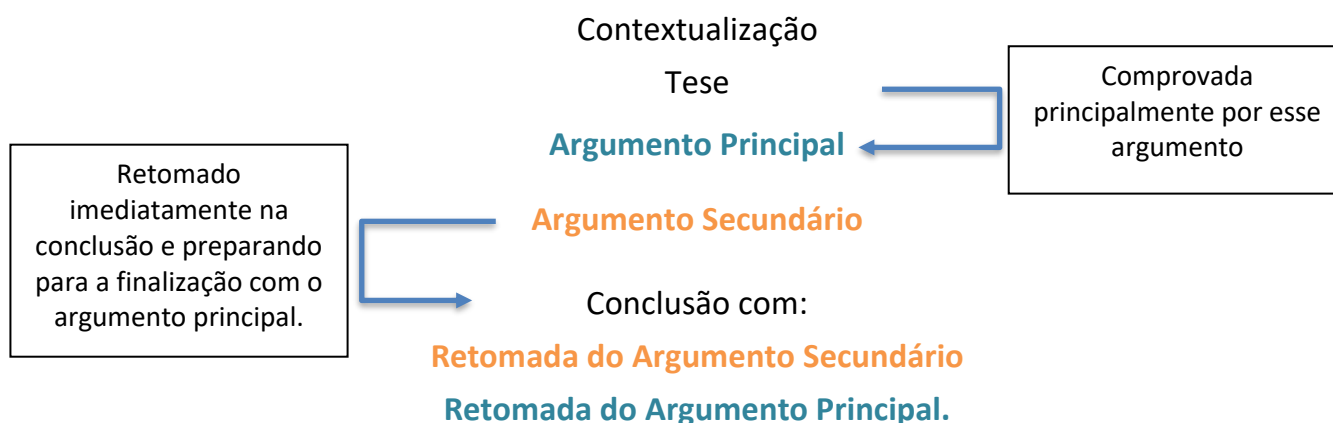 Contextualização
Tese
Comprovada
principalmente por esse
argumento
Argumento Principal
Retomado
imediatamente na
conclusão e preparando
para a finalização com o
argumento principal.
Argumento Secundário
Conclusão com:
Retomada do Argumento Secundário
Retomada do Argumento Principal.